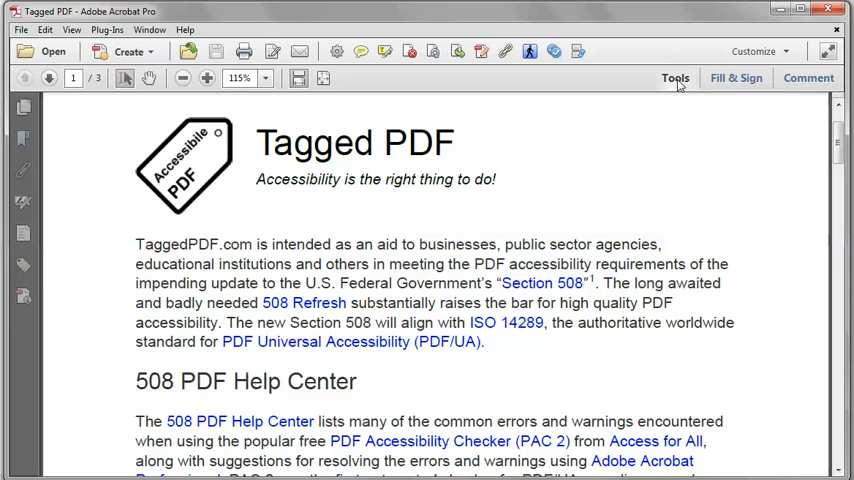 Tagged PDF - Adobe Acrobat Pro
File Edit View Plug-Ins Window Help
Open Create Customize
1 / 3 115% Tools Fill & Sign Comment
Accessibile
PDF
Tagged PDF
Accessibility is the right thing to do!
TaggedPDF.com is intended as an aid to businesses, public sector agencies,
educational institutions and others in meeting the PDF accessibility requirements of the
impending update to the U.S. Federal Government's “Section 508”¹. The long awaited
and badly needed 508 Refresh substantially raises the bar for high quality PDF
accessibility. The new Section 508 will align with ISO 14289, the authoritative worldwide
standard for PDF Universal Accessibility (PDF/UA).
508 PDF Help Center
The 508 PDF Help Center lists many of the common errors and warnings encountered
when using the popular free PDF Accessibility Checker (PAC 2) from Access for All,
along with suggestions for resolving the errors and warnings using Adobe Acrobat